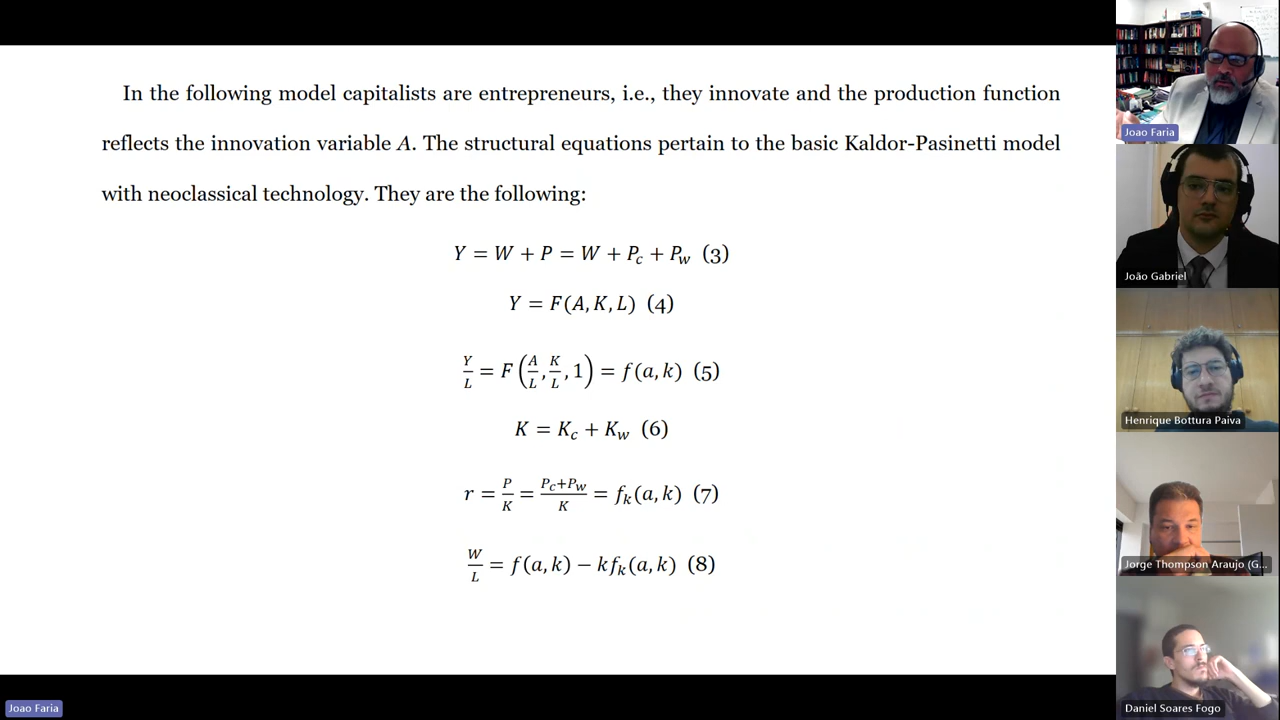 In the following model capitalists are entrepreneurs, i.e., they innovate and the production function
reflects the innovation variable A. The structural equations pertain to the basic Kaldor-Pasinetti model
with neoclassical technology. They are the following:
Y = W + P = W + P_c + P_w (3)
Y = F(A, K, L) (4)
Y/L = F(A/L, K/L, 1) = f(a, k) (5)
K = K_c + K_w (6)
r = P/K = (P_c+P_w)/K = f_k(a, k) (7)
W/L = f(a, k) − kf_k(a, k) (8)
Joao Faria
João Gabriel
Henrique Bottura Paiva
Jorge Thompson Araujo (G...
Daniel Soares Fogo
Joao Faria